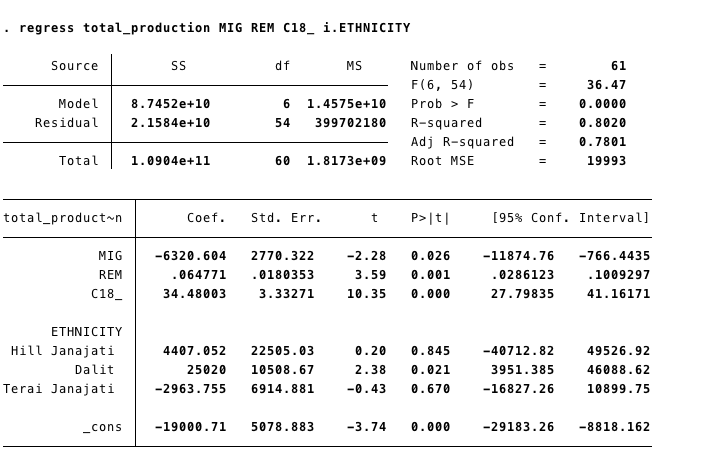 . regress total_production MIG REM C18_ i.ETHNICITY
Source SS df MS Number of obs = 61
F(6, 54) = 36.47
Model 8.7452e+10 6 1.4575e+10 Prob > F = 0.0000
Residual 2.1584e+10 54 399702180 R-squared = 0.8020
Adj R-squared = 0.7801
Total 1.0904e+11 60 1.8173e+09 Root MSE = 19993
total_product~n Coef. Std. Err. t P>|t| [95% Conf. Interval]
MIG -6320.604 2770.322 -2.28 0.026 -11874.76 -766.4435
REM .064771 .0180353 3.59 0.001 .0286123 .1009297
C18_ 34.48003 3.33271 10.35 0.000 27.79835 41.16171
ETHNICITY
Hill Janajati 4407.052 22505.03 0.20 0.845 -40712.82 49526.92
Dalit 25020 10508.67 2.38 0.021 3951.385 46088.62
Terai Janajati -2963.755 6914.881 -0.43 0.670 -16827.26 10899.75
_cons -19000.71 5078.883 -3.74 0.000 -29183.26 -8818.162